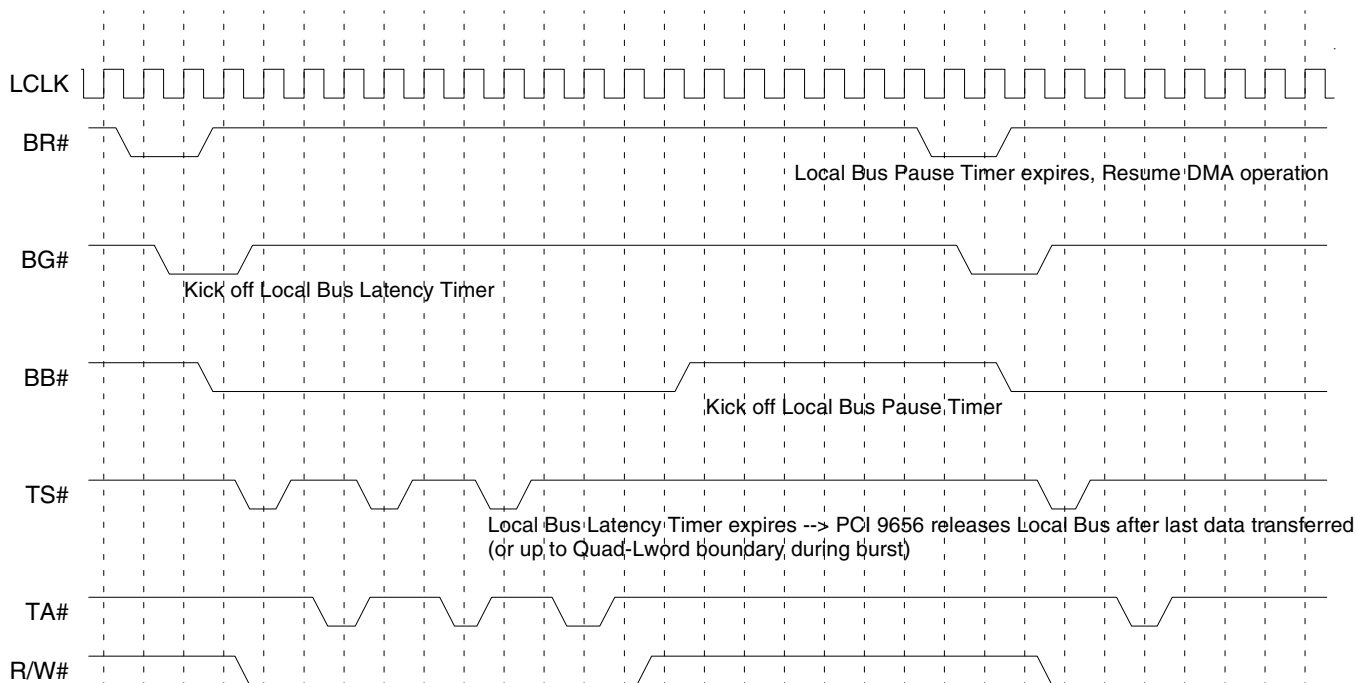 LCLK
BR#
Local Bus Pause Timer expires, Resume DMA operation
BG#
Kick off Local Bus Latency Timer
BB#
Kick off Local Bus Pause Timer
TS#
Local Bus Latency Timer expires --> PCI 9656 releases Local Bus after last data transferred
(or up to Quad-Lword boundary during burst)
TA#
R/W#